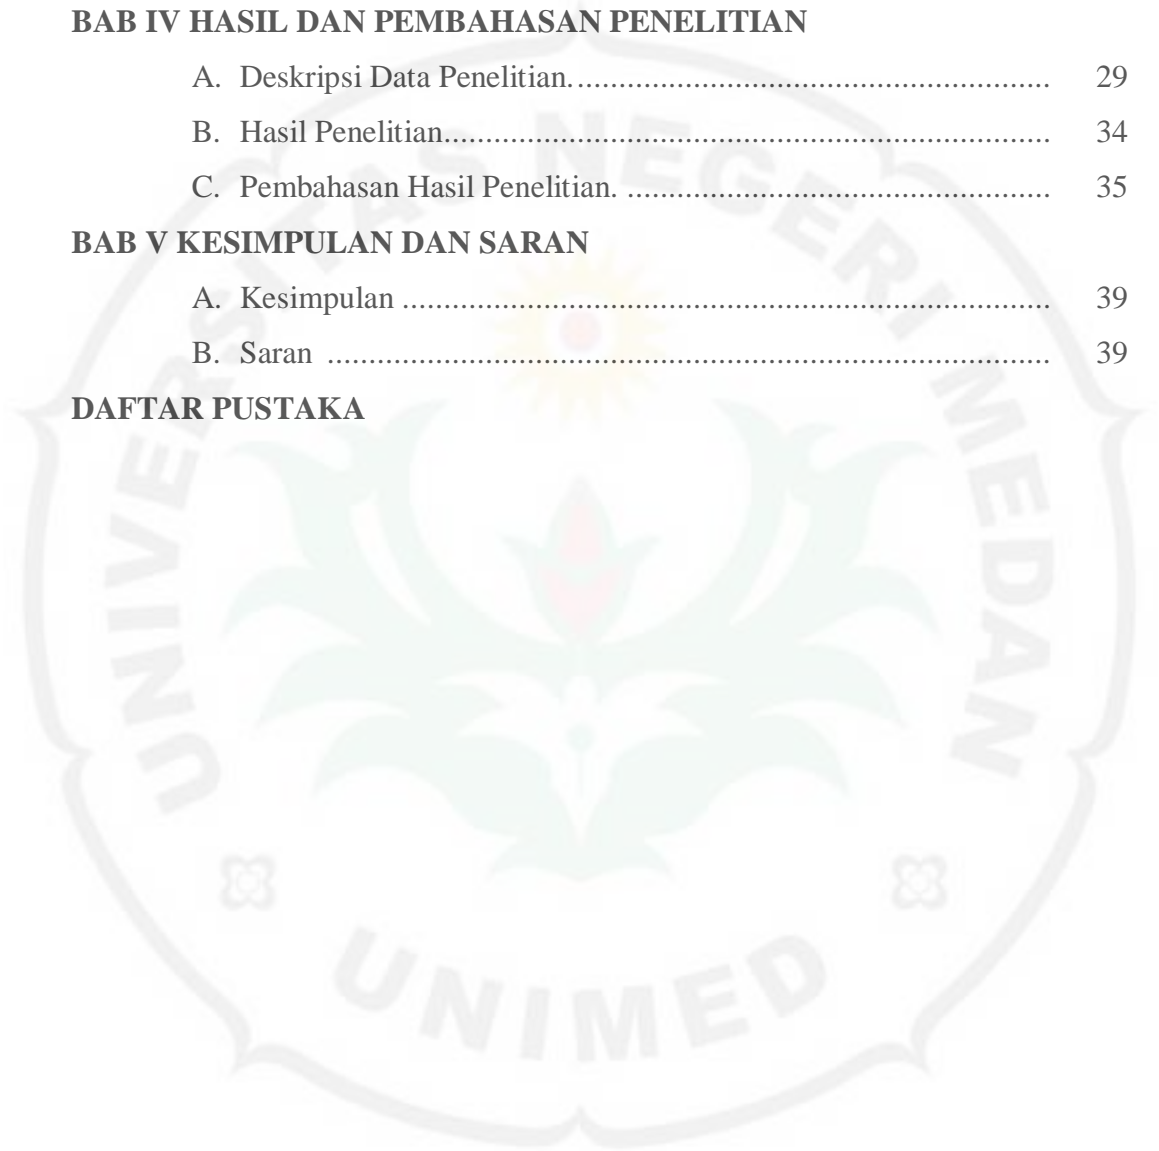 BAB IV HASIL DAN PEMBAHASAN PENELITIAN
A. Deskripsi Data Penelitian. ........................................................ 29
B. Hasil Penelitian........................................................................ 34
C. Pembahasan Hasil Penelitian. .................................................. 35
BAB V KESIMPULAN DAN SARAN
A. Kesimpulan ............................................................................. 39
B. Saran ...................................................................................... 39
DAFTAR PUSTAKA
UNIVERSITAS NEGERI MEDAN
UNIMED